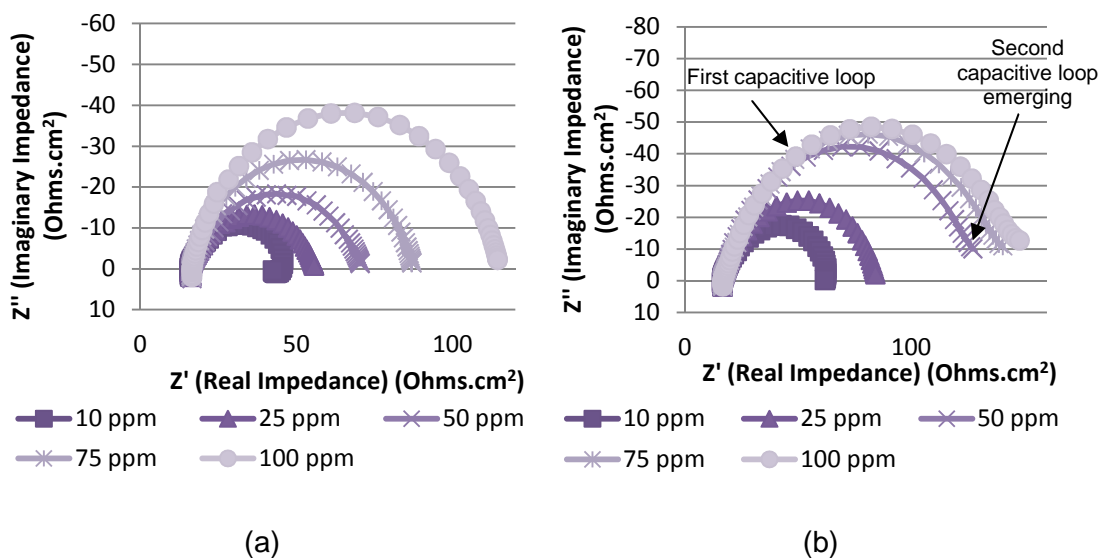 -60
-50
-40
-30
-20
-10
0
10
Z'' (Imaginary Impedance)
(Ohms.cm²)
0 50 100
Z' (Real Impedance) (Ohms.cm²)
10 ppm 25 ppm 50 ppm
75 ppm 100 ppm
(a)
-80
-70
-60
-50
-40
-30
-20
-10
0
10
Z'' (Imaginary Impedance)
(Ohms.cm²)
First capacitive loop
Second
capacitive loop
emerging
0 100
Z' (Real Impedance) (Ohms.cm²)
10 ppm 25 ppm 50 ppm
75 ppm 100 ppm
(b)